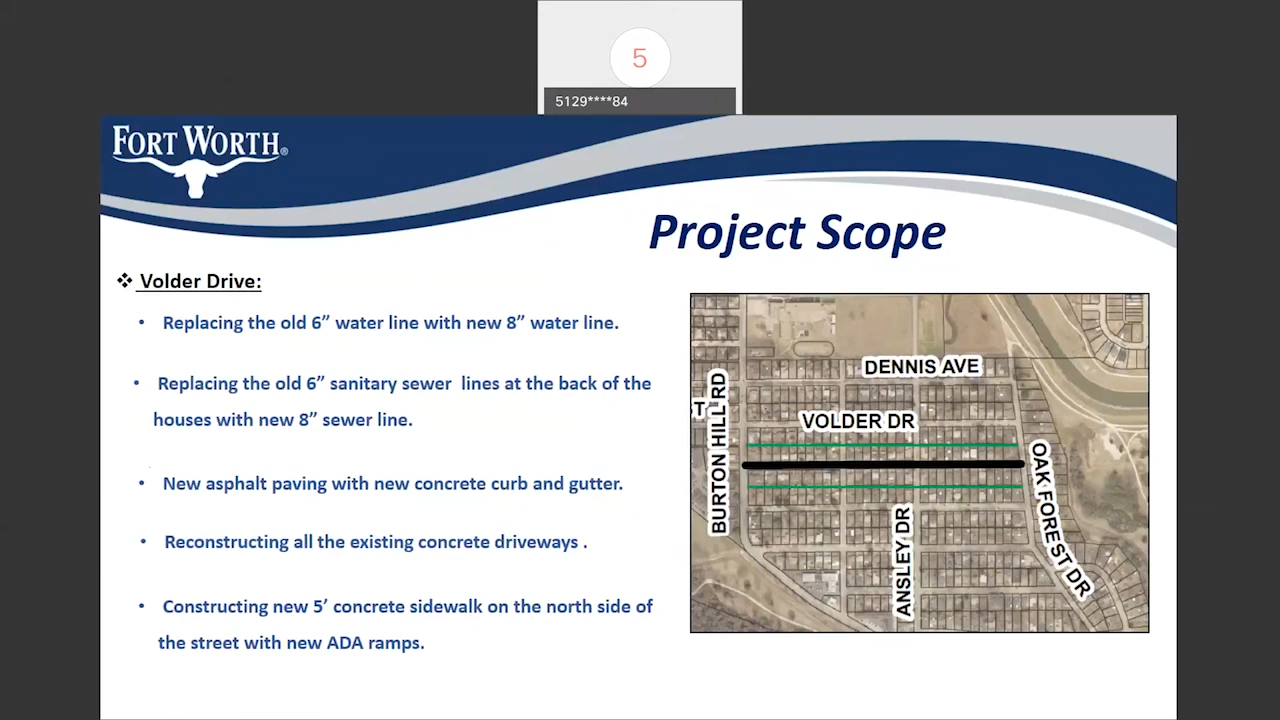 5
5129****84
FORT WORTH®
Project Scope
❖ Volder Drive:
• Replacing the old 6” water line with new 8” water line.
• Replacing the old 6” sanitary sewer lines at the back of the
houses with new 8” sewer line.
• New asphalt paving with new concrete curb and gutter.
• Reconstructing all the existing concrete driveways .
• Constructing new 5’ concrete sidewalk on the north side of
the street with new ADA ramps.
DENNIS AVE
T
BURTON HILL RD
VOLDER DR
OAK FOREST DR
ANSLEY DR